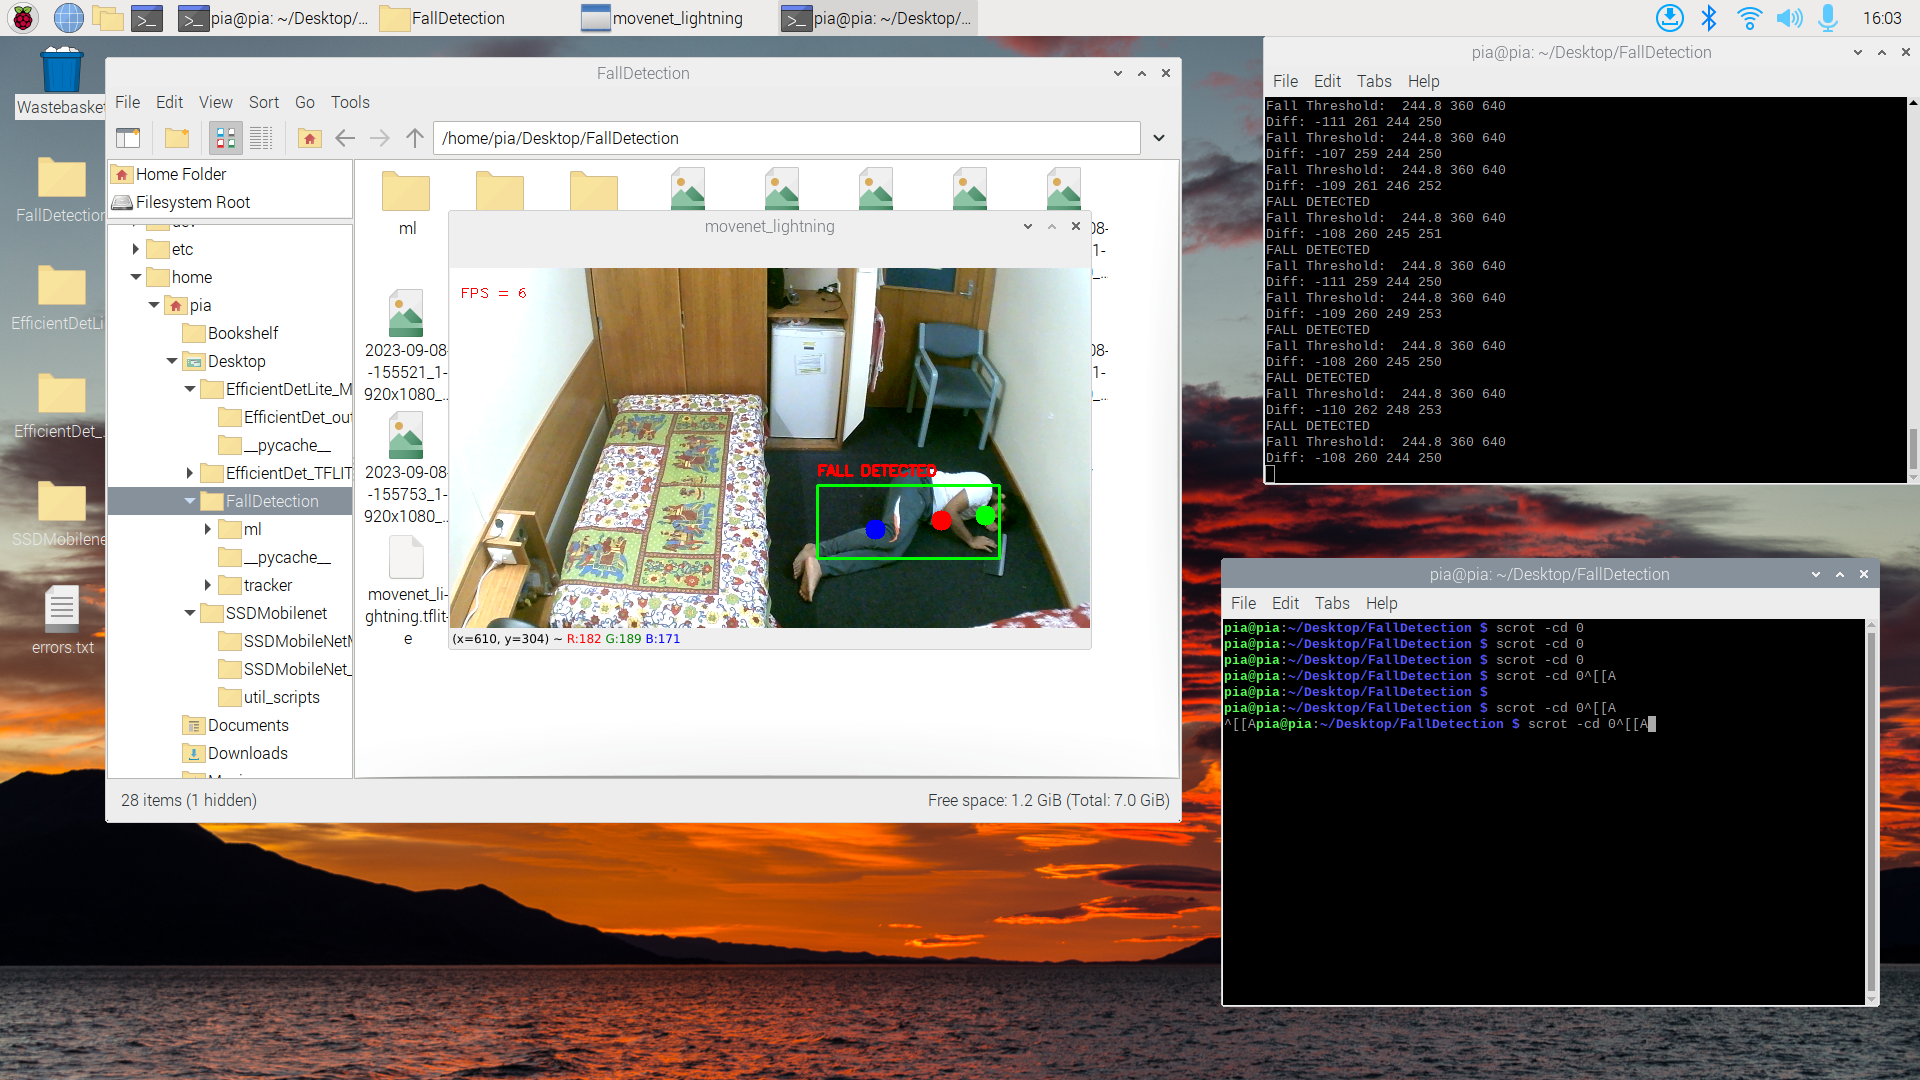 pia@pia: ~/Desktop/...
FallDetection
movenet_lightning
pia@pia: ~/Desktop/...
16:03
Wastebasket
FallDetection
EfficientDetLi
EfficientDet_
SSDMobilene
errors.txt
FallDetection
File Edit View Sort Go Tools
/home/pia/Desktop/FallDetection
Home Folder
Filesystem Root
etc
home
pia
Bookshelf
Desktop
EfficientDetLite_M
EfficientDet_out
__pycache__
EfficientDet_TFLIT
FallDetection
ml
__pycache__
tracker
SSDMobilenet
SSDMobileNetM
SSDMobileNet_
util_scripts
Documents
Downloads
ml
2023-09-08-
-155521_1-
920x1080_...
2023-09-08-
-155753_1-
920x1080_...
movenet_li-
ghtning.tflit-
e
08-
1-
_...
08-
1-
_...
28 items (1 hidden)
Free space: 1.2 GiB (Total: 7.0 GiB)
movenet_lightning
FPS = 6
FALL DETECTED
(x=610, y=304) ~ R:182 G:189 B:171
pia@pia: ~/Desktop/FallDetection
File Edit Tabs Help
Fall Threshold:  244.8 360 640
Diff: -111 261 244 250
Fall Threshold:  244.8 360 640
Diff: -107 259 244 250
Fall Threshold:  244.8 360 640
Diff: -109 261 246 252
FALL DETECTED
Fall Threshold:  244.8 360 640
Diff: -108 260 245 251
FALL DETECTED
Fall Threshold:  244.8 360 640
Diff: -111 259 244 250
Fall Threshold:  244.8 360 640
Diff: -109 260 249 253
FALL DETECTED
Fall Threshold:  244.8 360 640
Diff: -108 260 245 250
FALL DETECTED
Fall Threshold:  244.8 360 640
Diff: -110 262 248 253
FALL DETECTED
Fall Threshold:  244.8 360 640
Diff: -108 260 244 250
pia@pia: ~/Desktop/FallDetection
File Edit Tabs Help
pia@pia:~/Desktop/FallDetection $ scrot -cd 0
pia@pia:~/Desktop/FallDetection $ scrot -cd 0
pia@pia:~/Desktop/FallDetection $ scrot -cd 0
pia@pia:~/Desktop/FallDetection $ scrot -cd 0^[[A
pia@pia:~/Desktop/FallDetection $
pia@pia:~/Desktop/FallDetection $ scrot -cd 0^[[A
^[[Apia@pia:~/Desktop/FallDetection $ scrot -cd 0^[[A